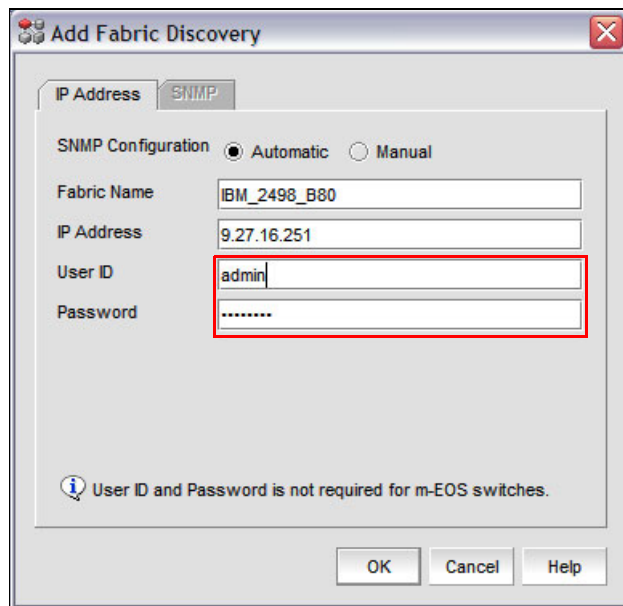 Add Fabric Discovery
IP Address SNMP
SNMP Configuration Automatic Manual
Fabric Name IBM_2498_B80
IP Address 9.27.16.251
User ID admin
Password ••••••••
User ID and Password is not required for m-EOS switches.
OK Cancel Help